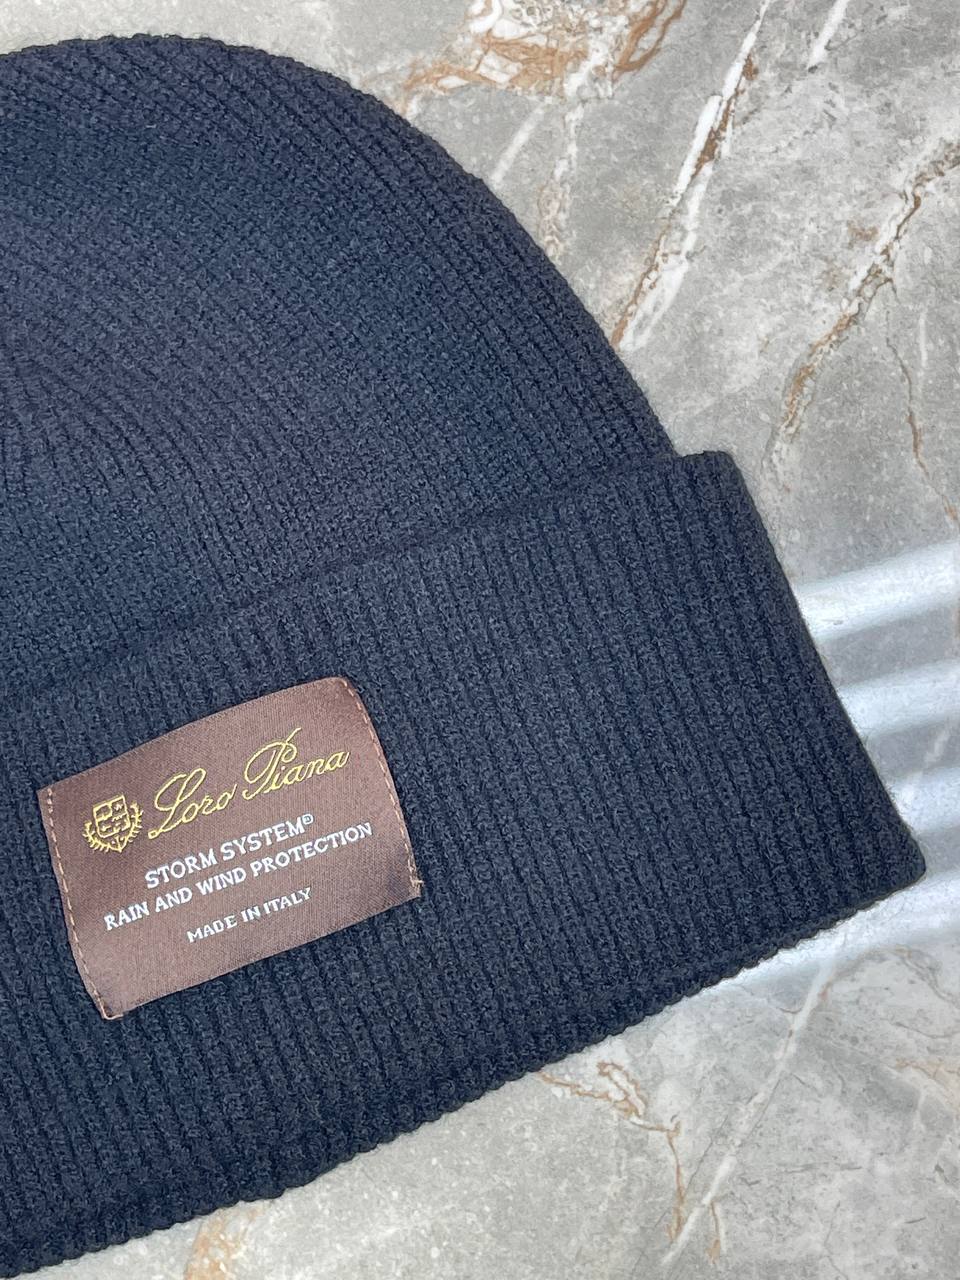 Loro Piana
STORM SYSTEM®
RAIN AND WIND PROTECTION
MADE IN ITALY